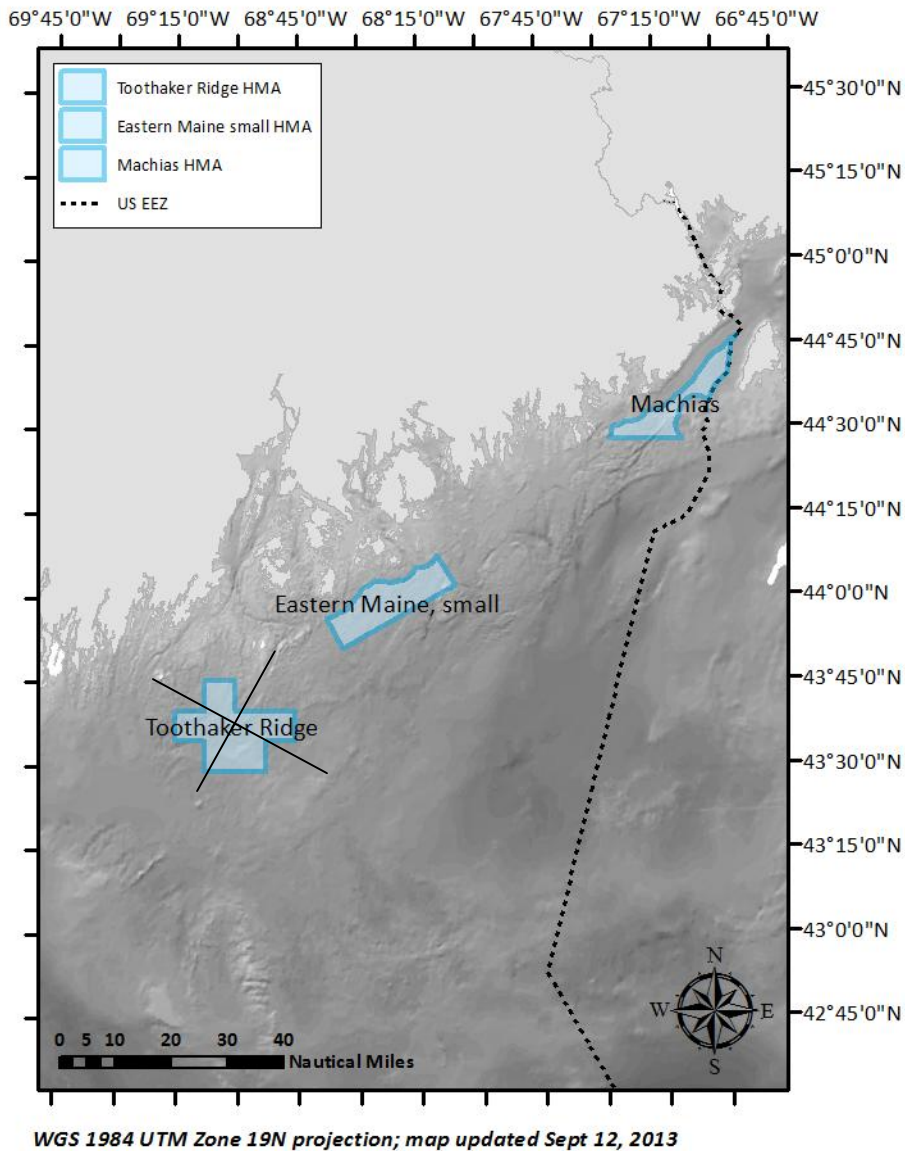 69°45'0"W 69°15'0"W 68°45'0"W 68°15'0"W 67°45'0"W 67°15'0"W 66°45'0"W
Toothaker Ridge HMA
Eastern Maine small HMA
Machias HMA
US EEZ
45°30'0"N
45°15'0"N
45°0'0"N
44°45'0"N
Machias
44°30'0"N
44°15'0"N
44°0'0"N
Eastern Maine, small
43°45'0"N
Toothaker Ridge
43°30'0"N
43°15'0"N
43°0'0"N
N
W E
S
42°45'0"N
0 5 10 20 30 40
Nautical Miles
WGS 1984 UTM Zone 19N projection; map updated Sept 12, 2013